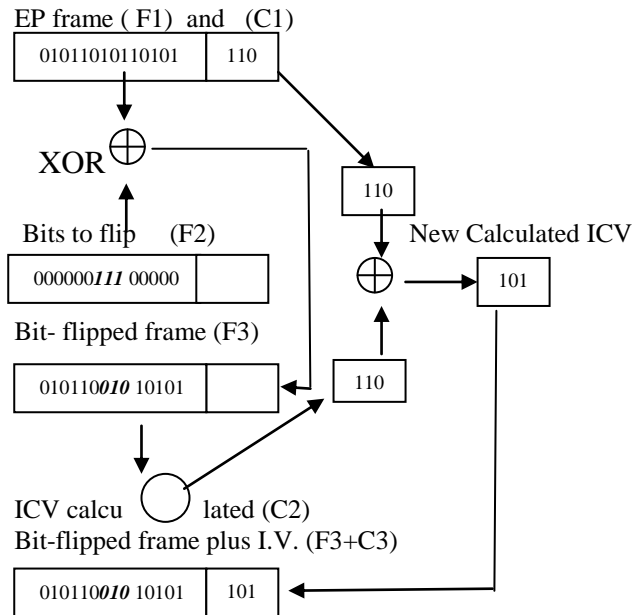 EP frame ( F1) and (C1)
01011010110101 110
XOR
110
Bits to flip (F2)
New Calculated ICV
000000111 00000
101
Bit- flipped frame (F3)
010110010 10101
110
ICV calcu lated (C2)
Bit-flipped frame plus I.V. (F3+C3)
010110010 10101 101